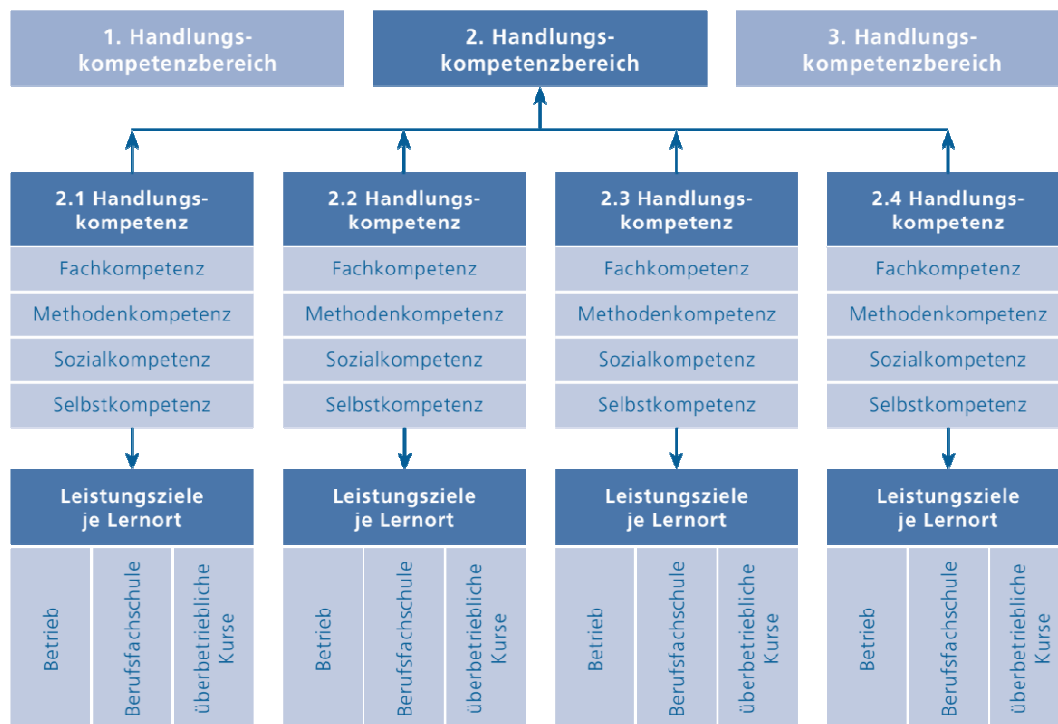 1. Handlungs-
kompetenzbereich
2. Handlungs-
kompetenzbereich
3. Handlungs-
kompetenzbereich
2.1 Handlungs-
kompetenz
2.2 Handlungs-
kompetenz
2.3 Handlungs-
kompetenz
2.4 Handlungs-
kompetenz
Fachkompetenz
Fachkompetenz
Fachkompetenz
Fachkompetenz
Methodenkompetenz
Methodenkompetenz
Methodenkompetenz
Methodenkompetenz
Sozialkompetenz
Sozialkompetenz
Sozialkompetenz
Sozialkompetenz
Selbstkompetenz
Selbstkompetenz
Selbstkompetenz
Selbstkompetenz
Leistungsziele
je Lernort
Leistungsziele
je Lernort
Leistungsziele
je Lernort
Leistungsziele
je Lernort
Betrieb
Berufsfachschule
überbetriebliche
Kurse
Betrieb
Berufsfachschule
überbetriebliche
Kurse
Betrieb
Berufsfachschule
überbetriebliche
Kurse
Betrieb
Berufsfachschule
überbetriebliche
Kurse